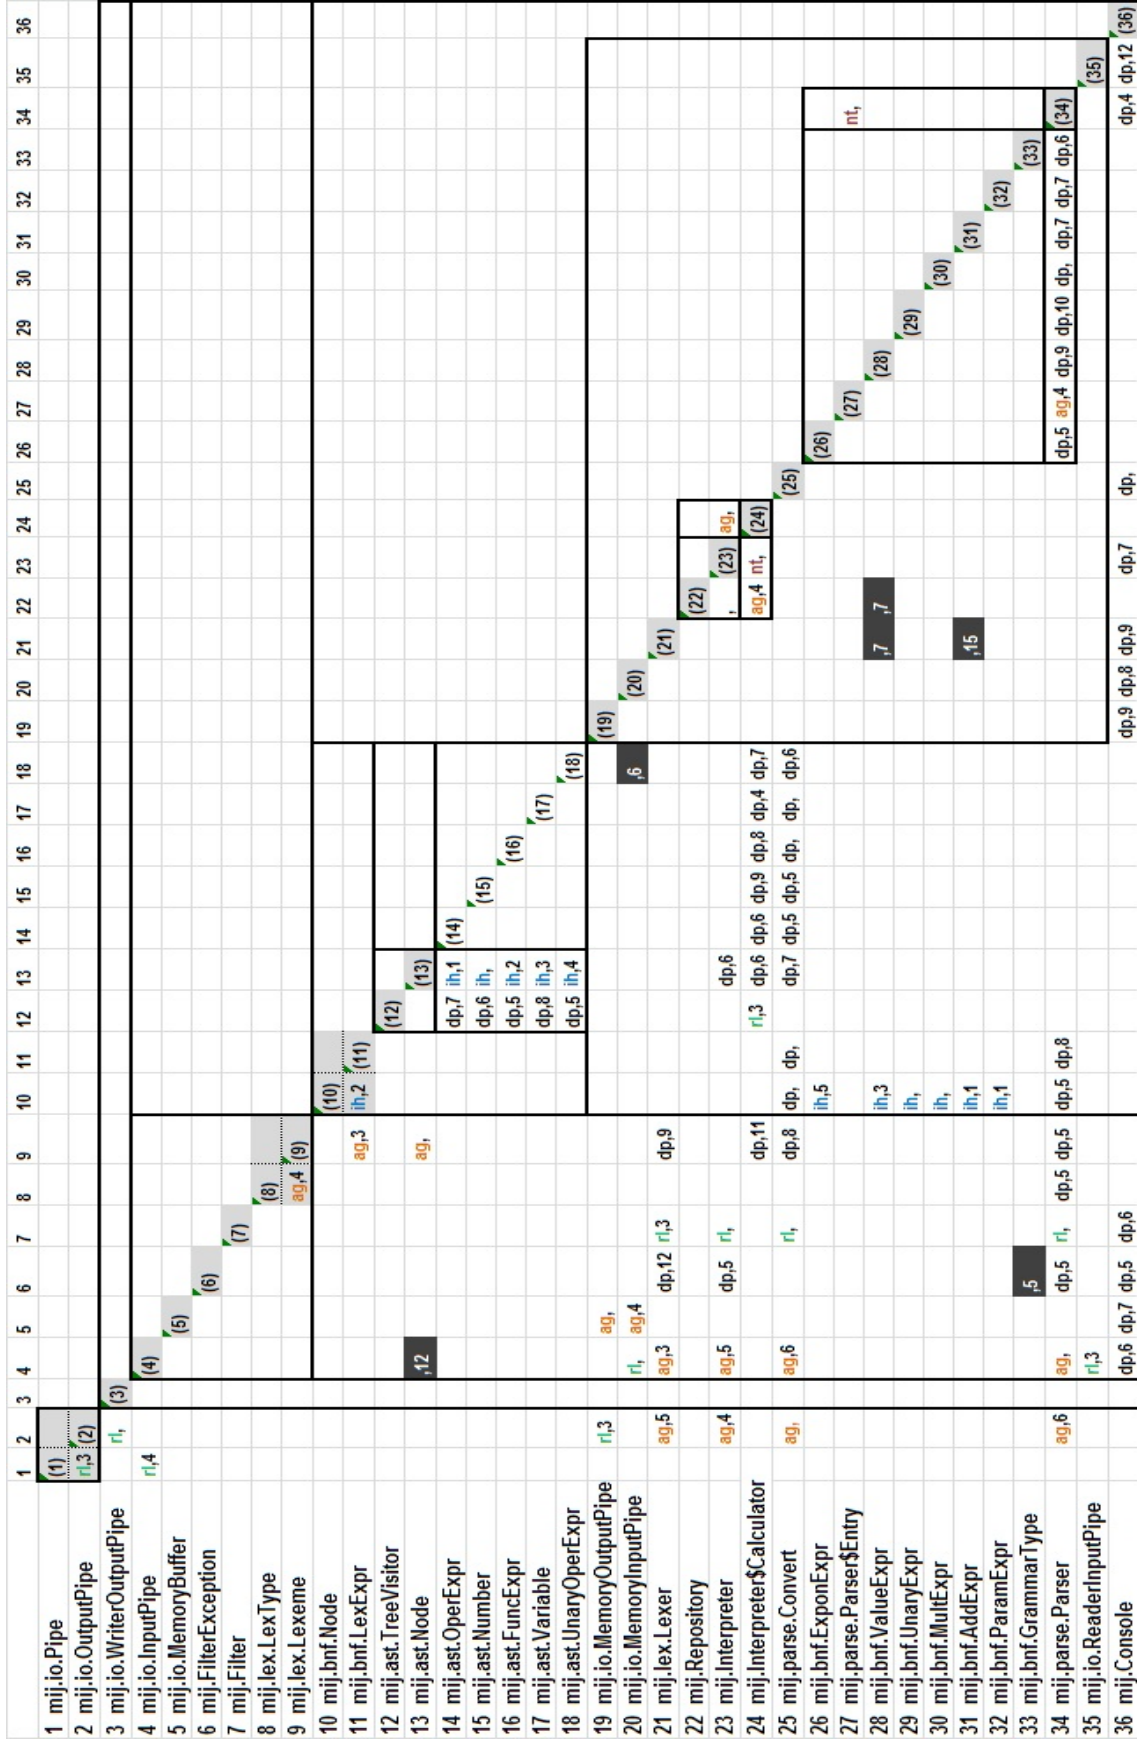 1 2 3 4 5 6 7 8 9 10 11 12 13 14 15 16 17 18 19 20 21 22 23 24 25 26 27 28 29 30 31 32 33 34 35 36
1 mij.io.Pipe (1)
2 mij.io.OutputPipe rl,3 (2)
3 mij.io.WriterOutputPipe rl, (3)
4 mij.io.InputPipe rl,4 (4)
5 mij.io.MemoryBuffer (5)
6 mij.FilterException (6)
7 mij.Filter (7)
8 mij.lex.LexType (8)
9 mij.lex.Lexeme ag,4 (9)
10 mij.bnf.Node (10)
11 mij.bnf.LexExpr ag,3 ih,2 (11)
12 mij.ast.TreeVisitor (12)
13 mij.ast.Node ,12 ag, (13)
14 mij.ast.OperExpr dp,7 ih,1 (14)
15 mij.ast.Number dp,6 ih, (15)
16 mij.ast.FuncExpr dp,5 ih,2 (16)
17 mij.ast.Variable dp,8 ih,3 (17)
18 mij.ast.UnaryOperExpr dp,5 ih,4 (18)
19 mij.io.MemoryOutputPipe rl,3 ag, (19)
20 mij.io.MemoryInputPipe rl, ag,4 ,6 (20)
21 mij.lex.Lexer ag,5 ag,3 dp,12 rl,3 dp,9 (21)
22 mij.Repository (22)
23 mij.Interpreter ag,4 ag,5 dp,5 rl, dp,6 , (23) ag,
24 mij.Interpreter$Calculator dp,11 rl,3 dp,6 dp,6 dp,9 dp,8 dp,4 dp,7 ag,4 nt, (24)
25 mij.parse.Convert ag, ag,6 rl, dp,8 dp, dp, dp,7 dp,5 dp,5 dp, dp, dp,6 (25)
26 mij.bnf.ExponExpr ih,5 (26)
27 mij.parse.Parser$Entry (27) nt,
28 mij.bnf.ValueExpr ih,3 ,7 ,7 (28)
29 mij.bnf.UnaryExpr ih, (29)
30 mij.bnf.MultExpr ih, (30)
31 mij.bnf.AddExpr ih,1 ,15 (31)
32 mij.bnf.ParamExpr ih,1 (32)
33 mij.bnf.GrammarType ,5 (33)
34 mij.parse.Parser ag,6 ag, dp,5 rl, dp,5 dp,5 dp,5 dp,8 dp,5 ag,4 dp,9 dp,10 dp, dp,7 dp,7 dp,6 (34)
35 mij.io.ReaderInputPipe rl,3 (35)
36 mij.Console dp,6 dp,7 dp,5 dp,6 dp,9 dp,8 dp,9 dp,7 dp, dp,4 dp,12 (36)